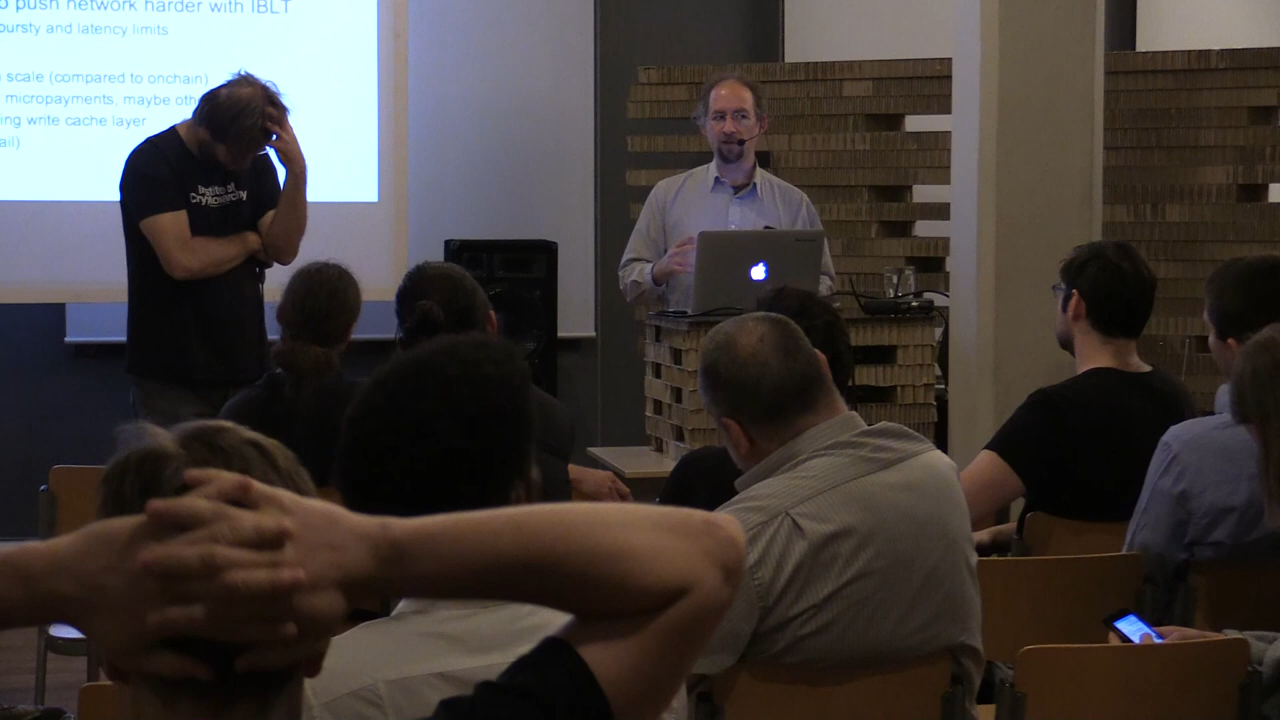 o push network harder with IBLT
oursty and latency limits
scale (compared to onchain)
micropayments, maybe oth
ing write cache layer
ail)
Institute of
Cryptoanarchy